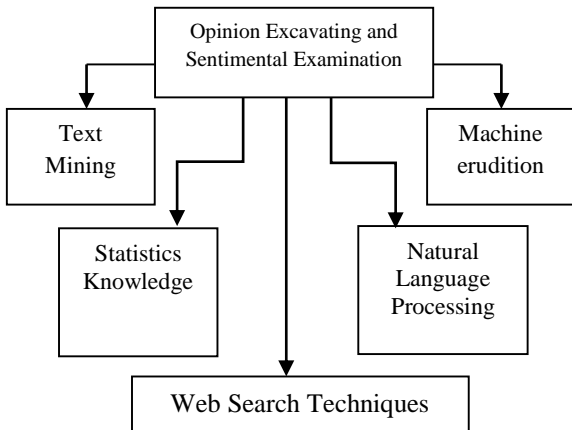 Opinion Excavating and
Sentimental Examination
Text
Mining
Machine
erudition
Statistics
Knowledge
Natural
Language
Processing
Web Search Techniques